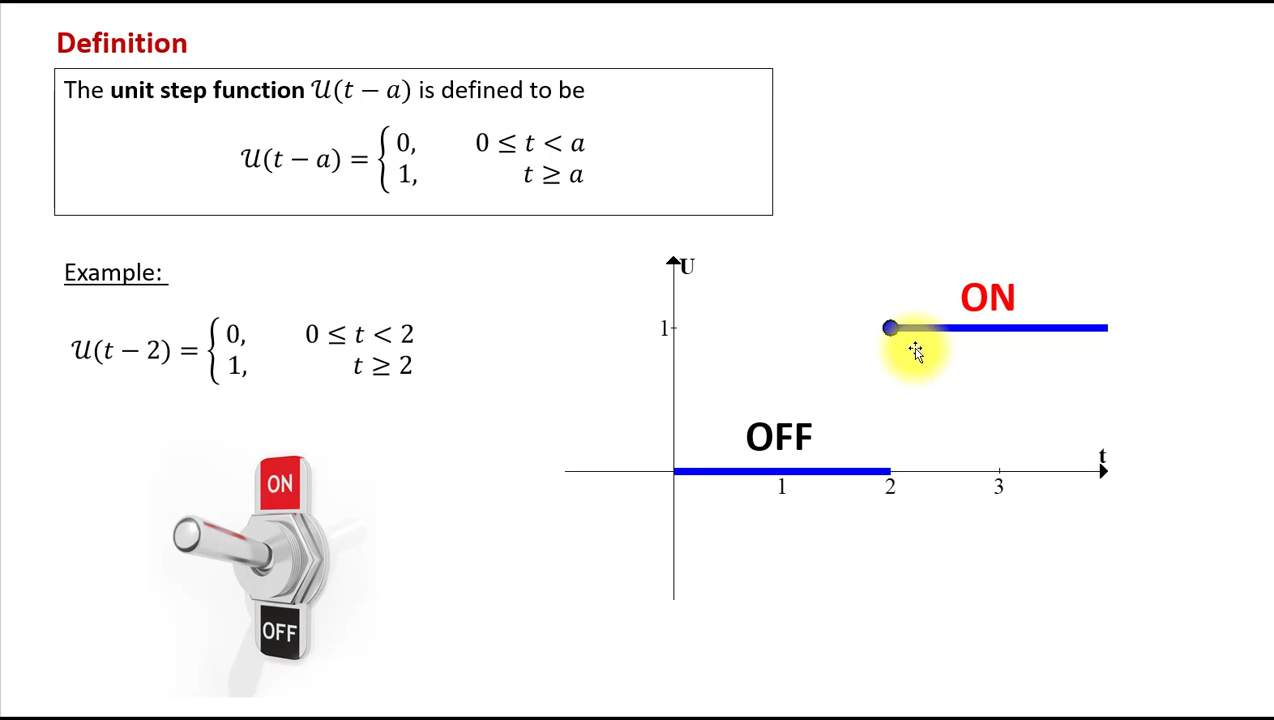 Definition
The unit step function 𝒰(t − a) is defined to be
𝒰(t − a) = { 0, 0 ≤ t < a
1, t ≥ a
Example:
𝒰(t − 2) = { 0, 0 ≤ t < 2
1, t ≥ 2
ON
OFF
U
ON
1
OFF
t
1 2 3